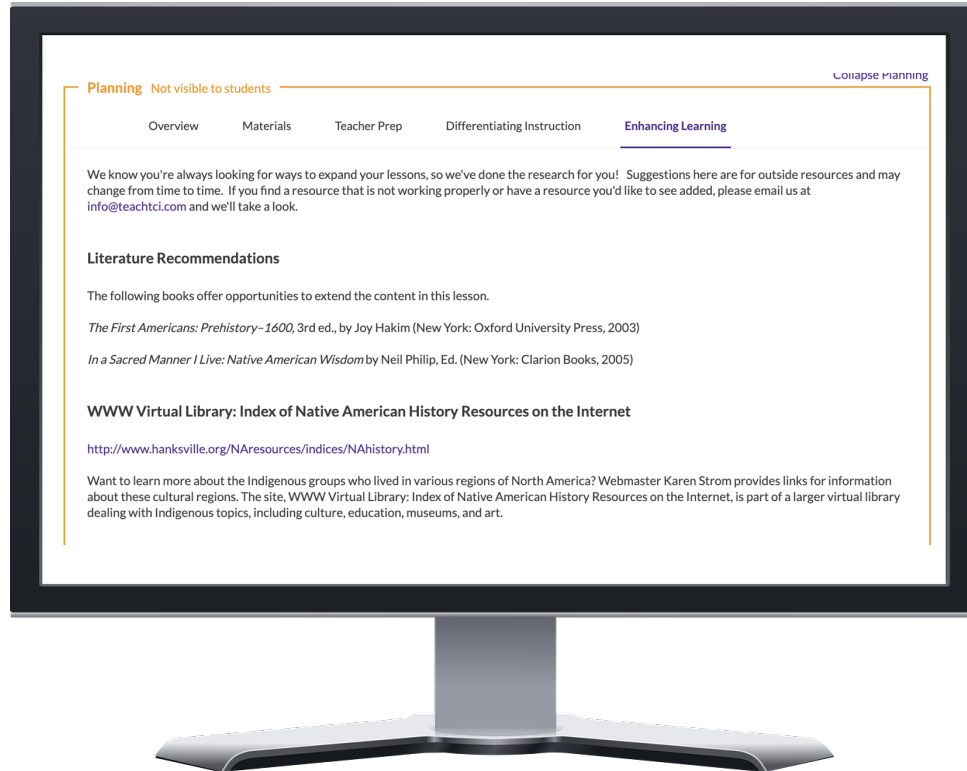 Collapse Planning
Planning Not visible to students
Overview Materials Teacher Prep Differentiating Instruction Enhancing Learning
We know you're always looking for ways to expand your lessons, so we've done the research for you! Suggestions here are for outside resources and may
change from time to time. If you find a resource that is not working properly or have a resource you'd like to see added, please email us at
info@teachtci.com and we'll take a look.
Literature Recommendations
The following books offer opportunities to extend the content in this lesson.
The First Americans: Prehistory–1600, 3rd ed., by Joy Hakim (New York: Oxford University Press, 2003)
In a Sacred Manner I Live: Native American Wisdom by Neil Philip, Ed. (New York: Clarion Books, 2005)
WWW Virtual Library: Index of Native American History Resources on the Internet
http://www.hanksville.org/NAresources/indices/NAhistory.html
Want to learn more about the Indigenous groups who lived in various regions of North America? Webmaster Karen Strom provides links for information
about these cultural regions. The site, WWW Virtual Library: Index of Native American History Resources on the Internet, is part of a larger virtual library
dealing with Indigenous topics, including culture, education, museums, and art.